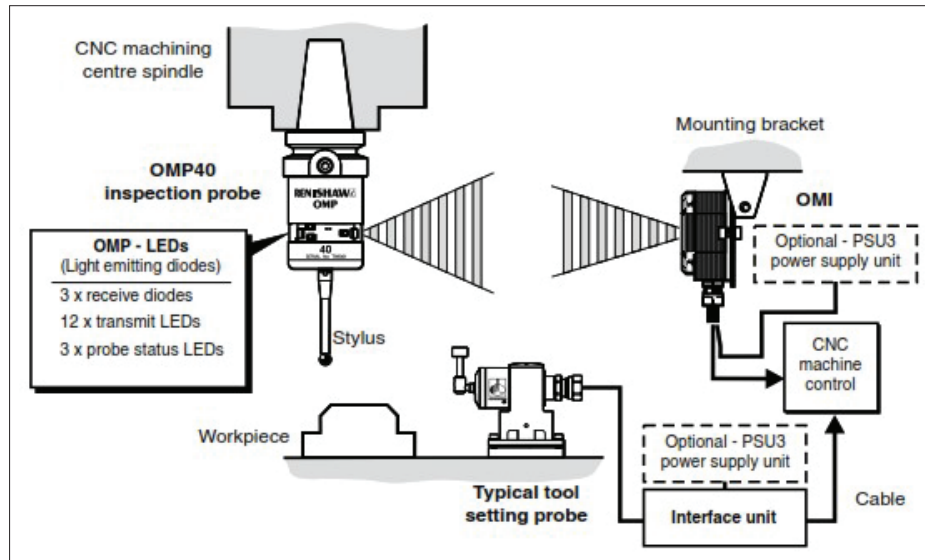 CNC machining
centre spindle
Mounting bracket
OMP40
inspection probe
RENISHAW
OMP
OMI
OMP - LEDs
(Light emitting diodes)
3 x receive diodes
12 x transmit LEDs
3 x probe status LEDs
40
Optional - PSU3
power supply unit
Stylus
CNC
machine
control
Workpiece
Optional - PSU3
power supply unit
Typical tool
setting probe
Interface unit
Cable